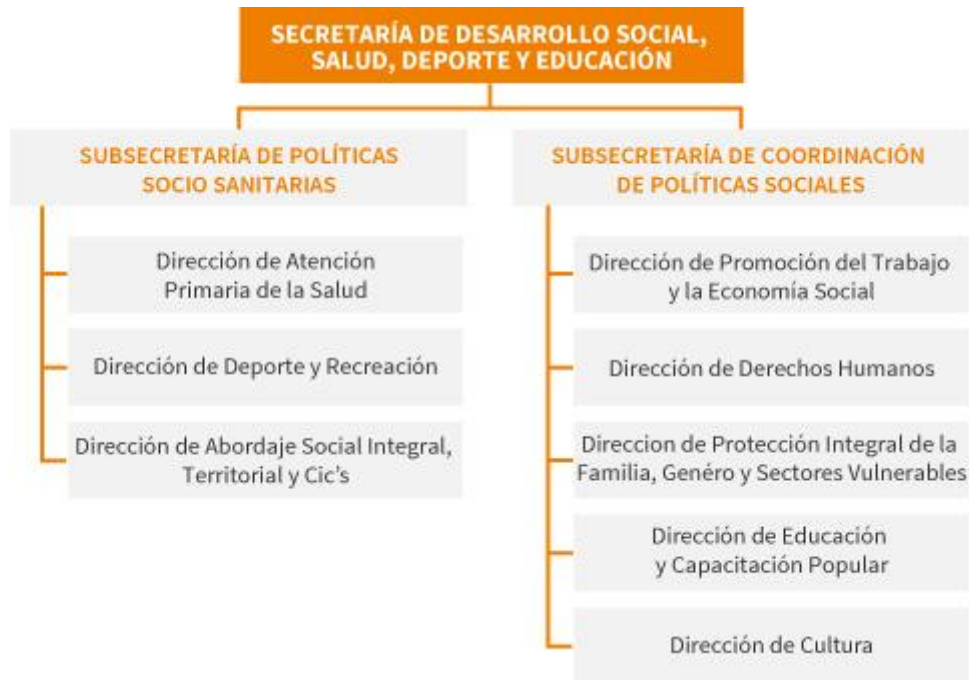 SECRETARÍA DE DESARROLLO SOCIAL,
SALUD, DEPORTE Y EDUCACIÓN
SUBSECRETARÍA DE POLÍTICAS
SOCIO SANITARIAS
Dirección de Atención
Primaria de la Salud
Dirección de Deporte y Recreación
Dirección de Abordaje Social Integral,
Territorial y Cic's
SUBSECRETARÍA DE COORDINACIÓN
DE POLÍTICAS SOCIALES
Dirección de Promoción del Trabajo
y la Economía Social
Dirección de Derechos Humanos
Direccion de Protección Integral de la
Familia, Genéro y Sectores Vulnerables
Dirección de Educación
y Capacitación Popular
Dirección de Cultura